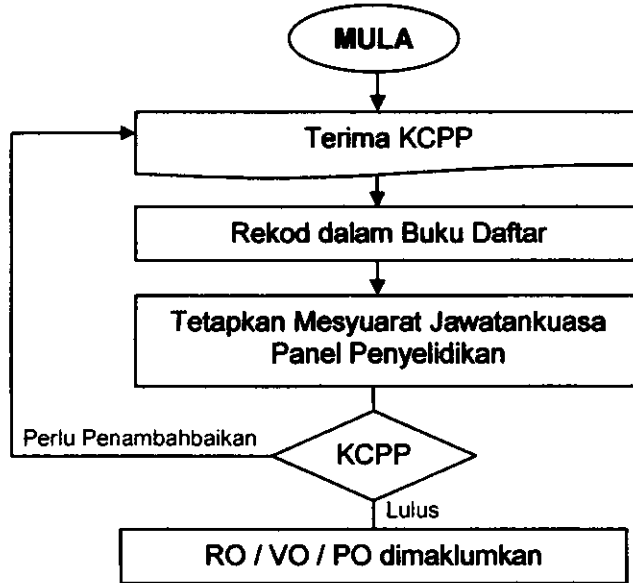 MULA
Terima KCPP
Rekod dalam Buku Daftar
Tetapkan Mesyuarat Jawatankuasa
Panel Penyelidikan
Perlu Penambahbaikan
KCPP
Lulus
RO / VO / PO dimaklumkan